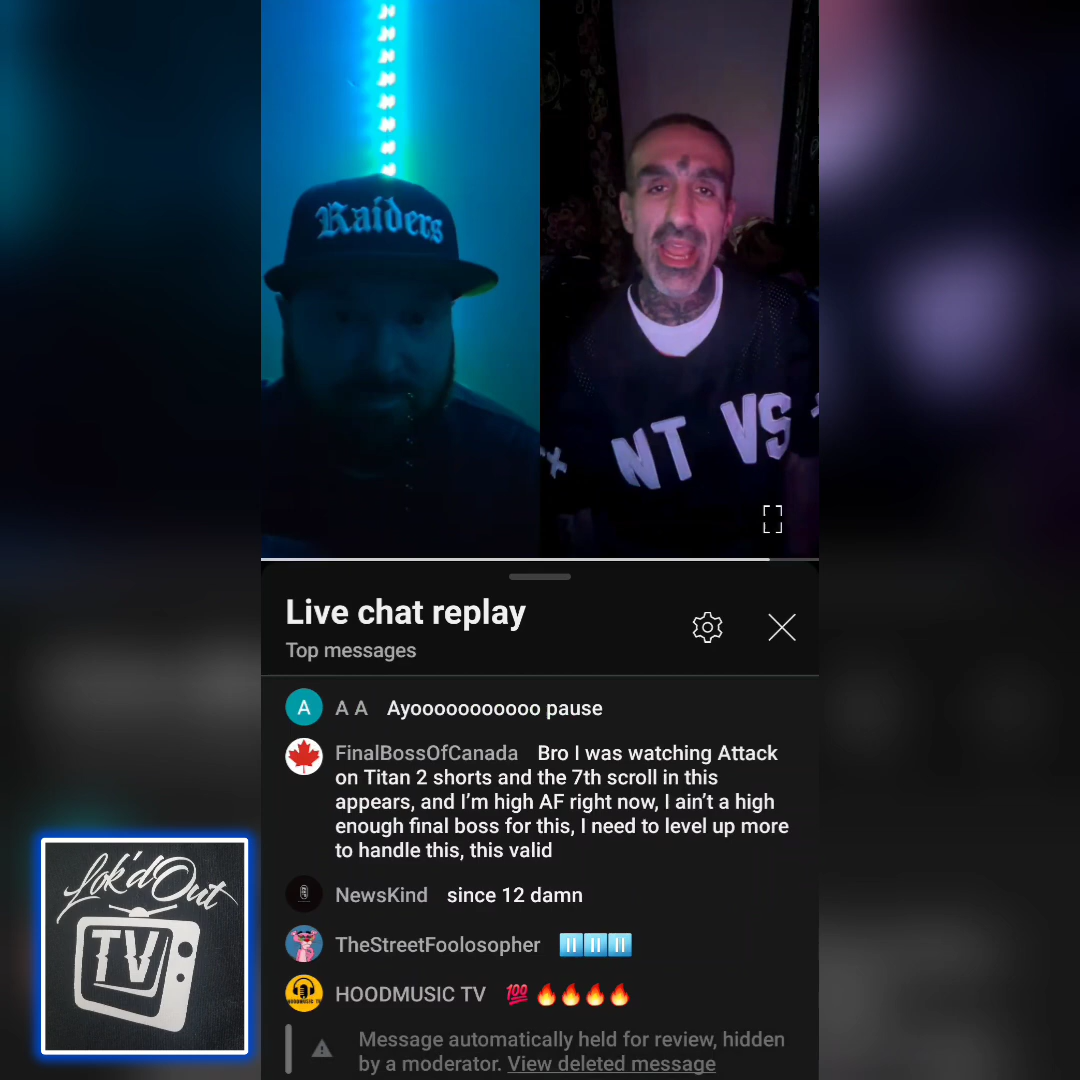 Raiders
NT VS
Live chat replay
Top messages
A
A A Ayooooooooooo pause
FinalBossOfCanada Bro I was watching Attack
on Titan 2 shorts and the 7th scroll in this
appears, and I’m high AF right now, I ain’t a high
enough final boss for this, I need to level up more
to handle this, this valid
NewsKind since 12 damn
TheStreetFoolosopher ⏸️⏸️⏸️
HOODMUSIC TV 💯🔥🔥🔥🔥
Message automatically held for review, hidden
by a moderator. View deleted message
Lok'dOut
TV